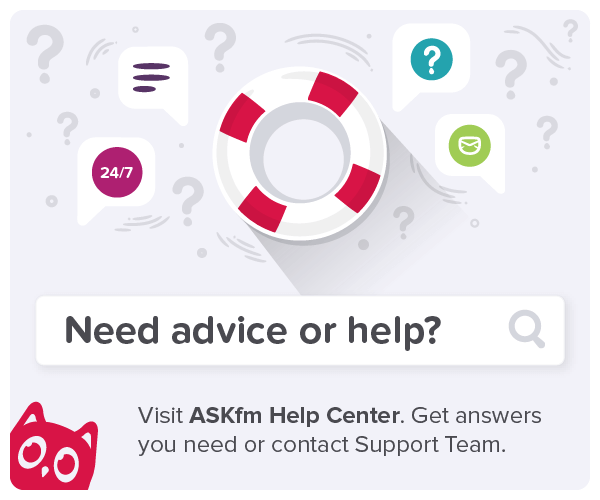 24/7
Need advice or help?
Visit ASKfm Help Center. Get answers
you need or contact Support Team.